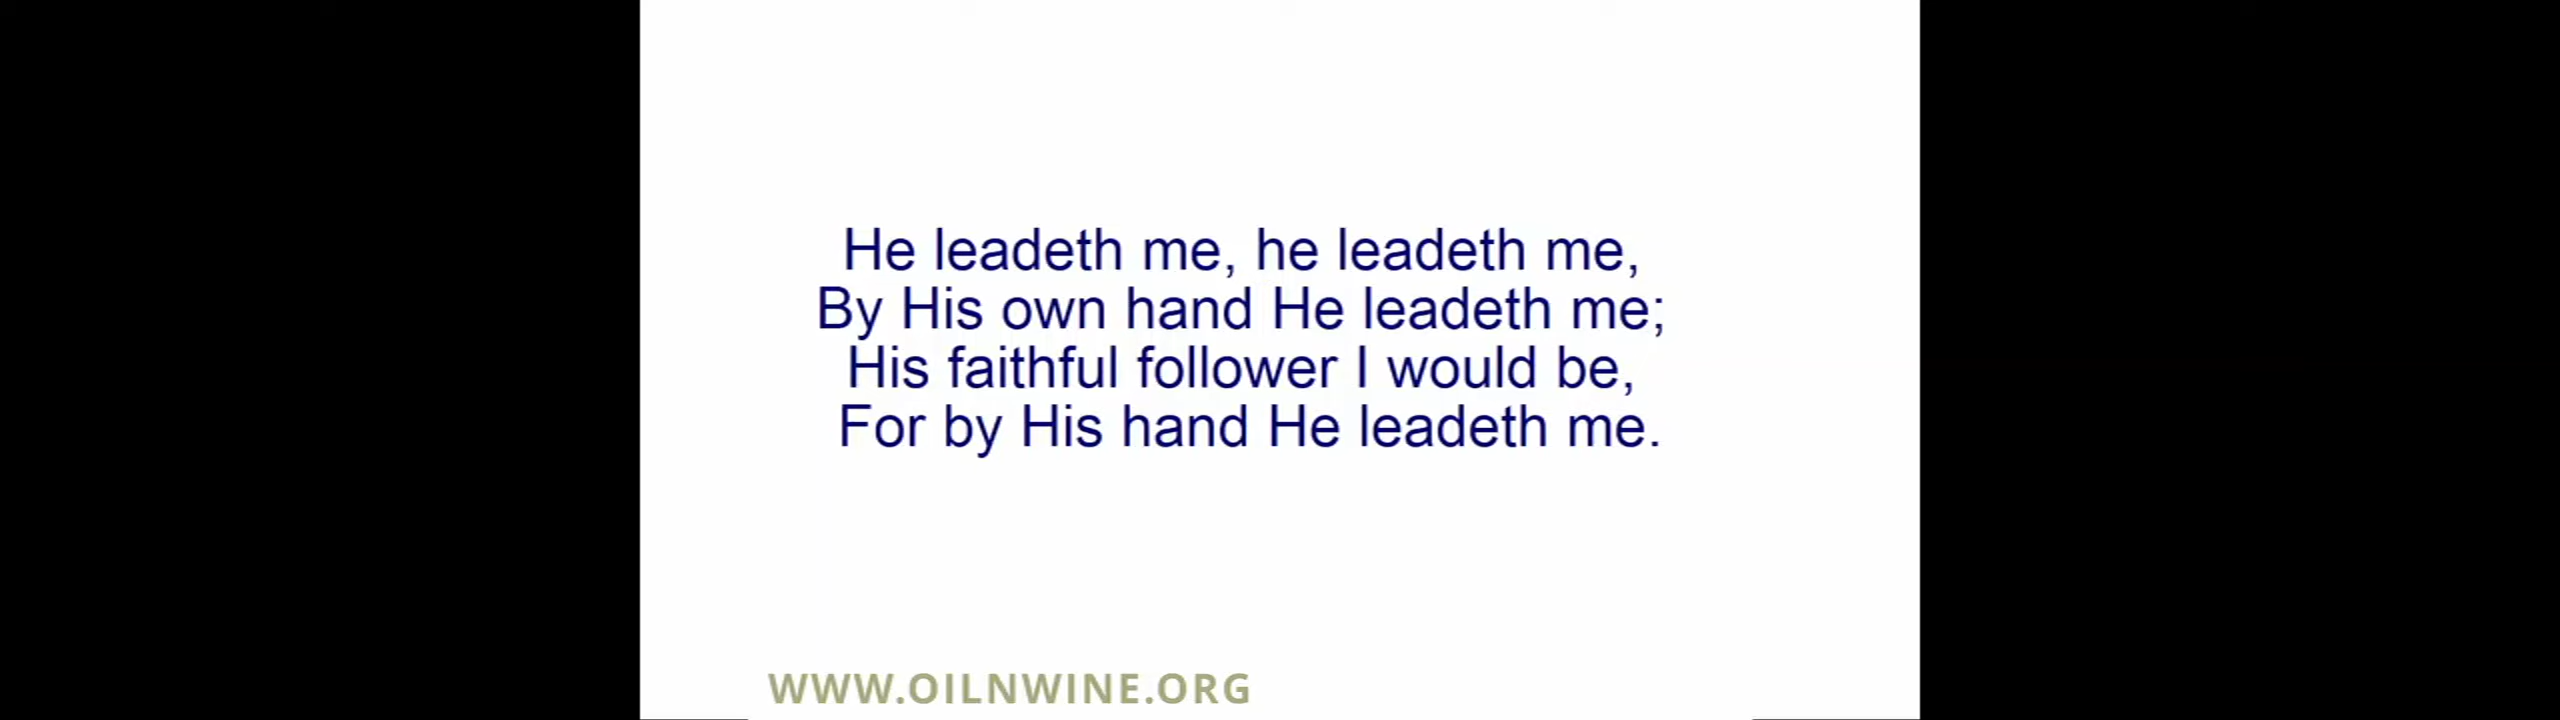 He leadeth me, he leadeth me,
By His own hand He leadeth me;
His faithful follower I would be,
For by His hand He leadeth me.
WWW.OILNWINE.ORG